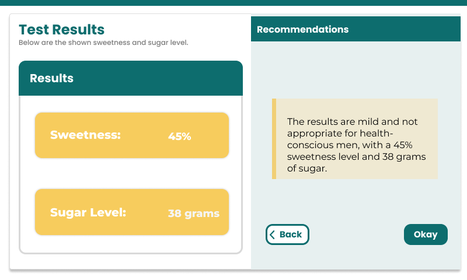 Test Results
Below are the shown sweetness and sugar level.
Results
Sweetness: 45%
Sugar Level: 38 grams
Recommendations
The results are mild and not
appropriate for health-
conscious men, with a 45%
sweetness level and 38 grams
of sugar.
Back
Okay